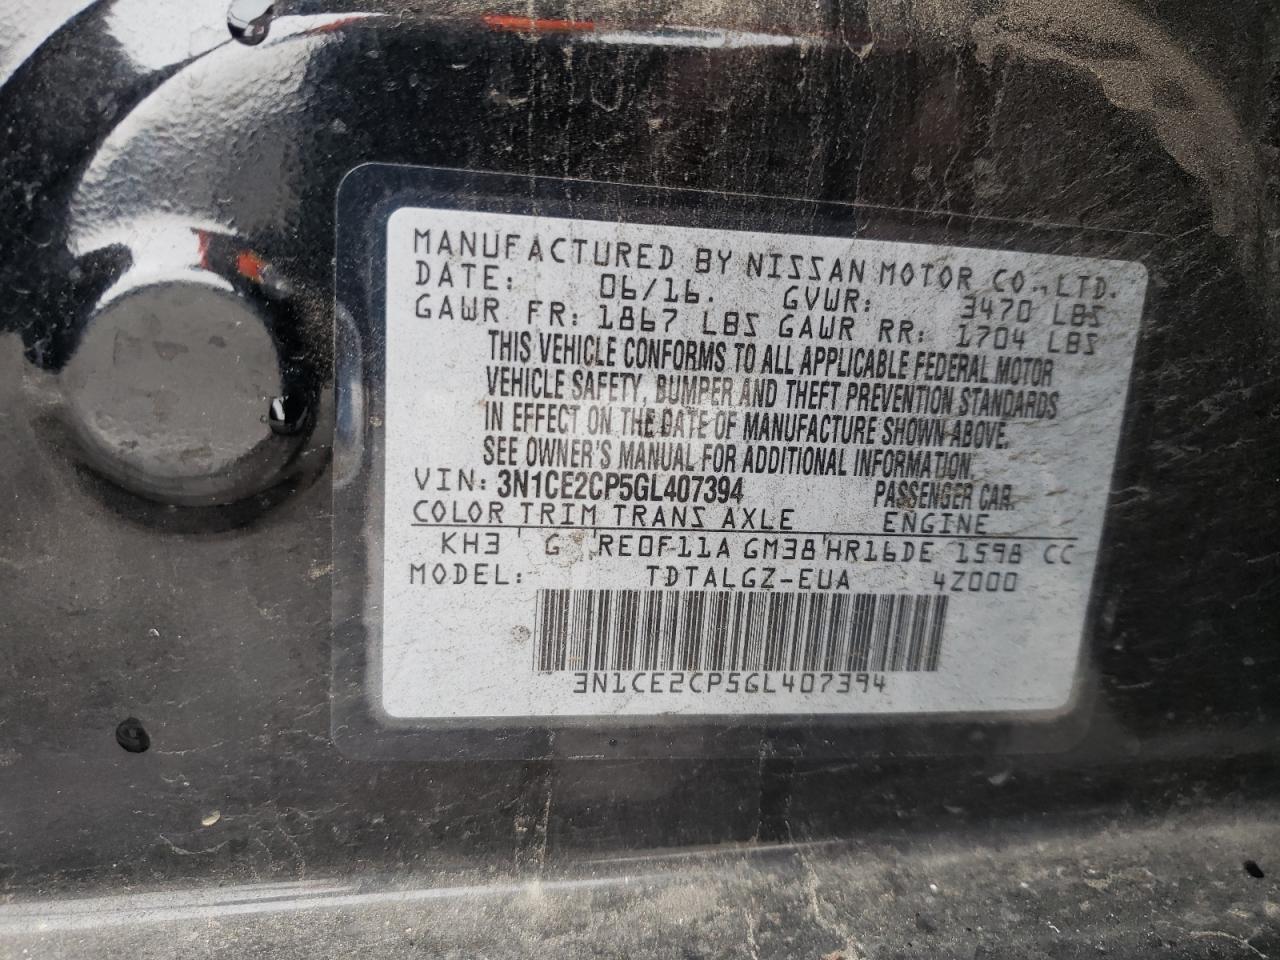 MANUFACTURED BY NISSAN MOTOR CO.,LTD.
DATE: 06/16. GVWR: 3470 LBS
GAWR FR: 1867 LBS GAWR RR: 1704 LBS
THIS VEHICLE CONFORMS TO ALL APPLICABLE FEDERAL MOTOR
VEHICLE SAFETY, BUMPER AND THEFT PREVENTION STANDARDS
IN EFFECT ON THE DATE OF MANUFACTURE SHOWN ABOVE.
SEE OWNER'S MANUAL FOR ADDITIONAL INFORMATION.
VIN: 3N1CE2CP5GL407394 PASSENGER CAR.
COLOR TRIM TRANS AXLE ENGINE
KH3 G RE0F11A GM38 HR16DE 1598 CC
MODEL: TDTALGZ-EUA 4Z000
3N1CE2CP5GL407394